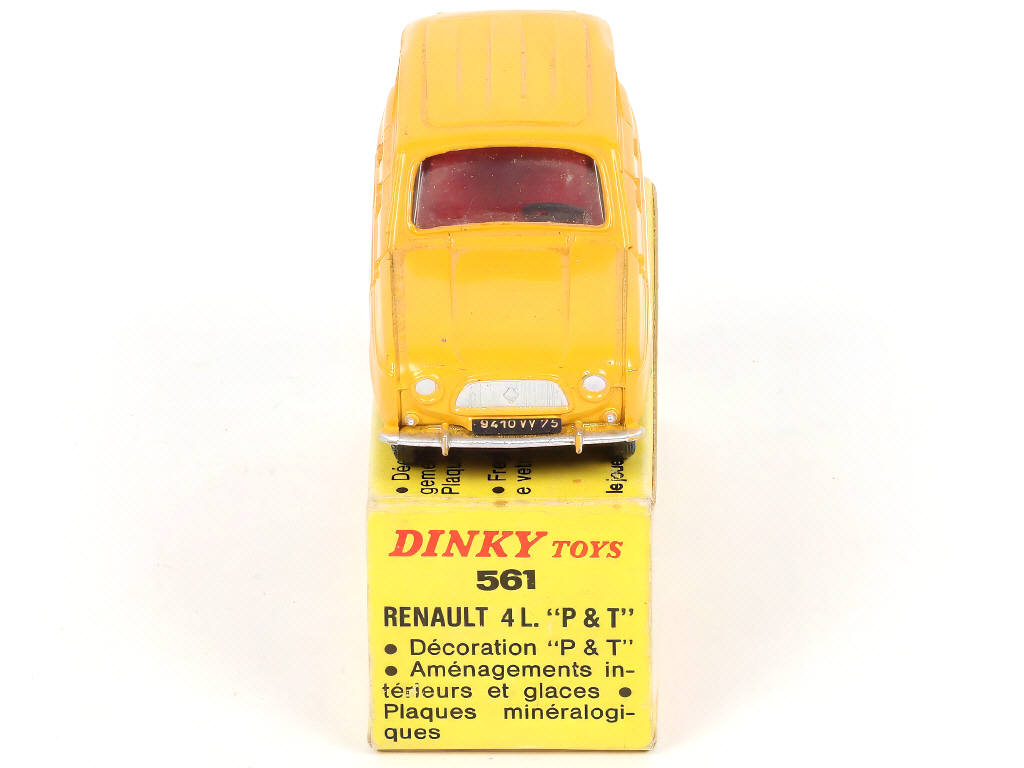 9410 VV 75
DINKY TOYS
561
RENAULT 4 L. "P & T"
● Décoration "P & T"
● Aménagements in-
térieurs et glaces ●
Plaques minéralogi-
ques